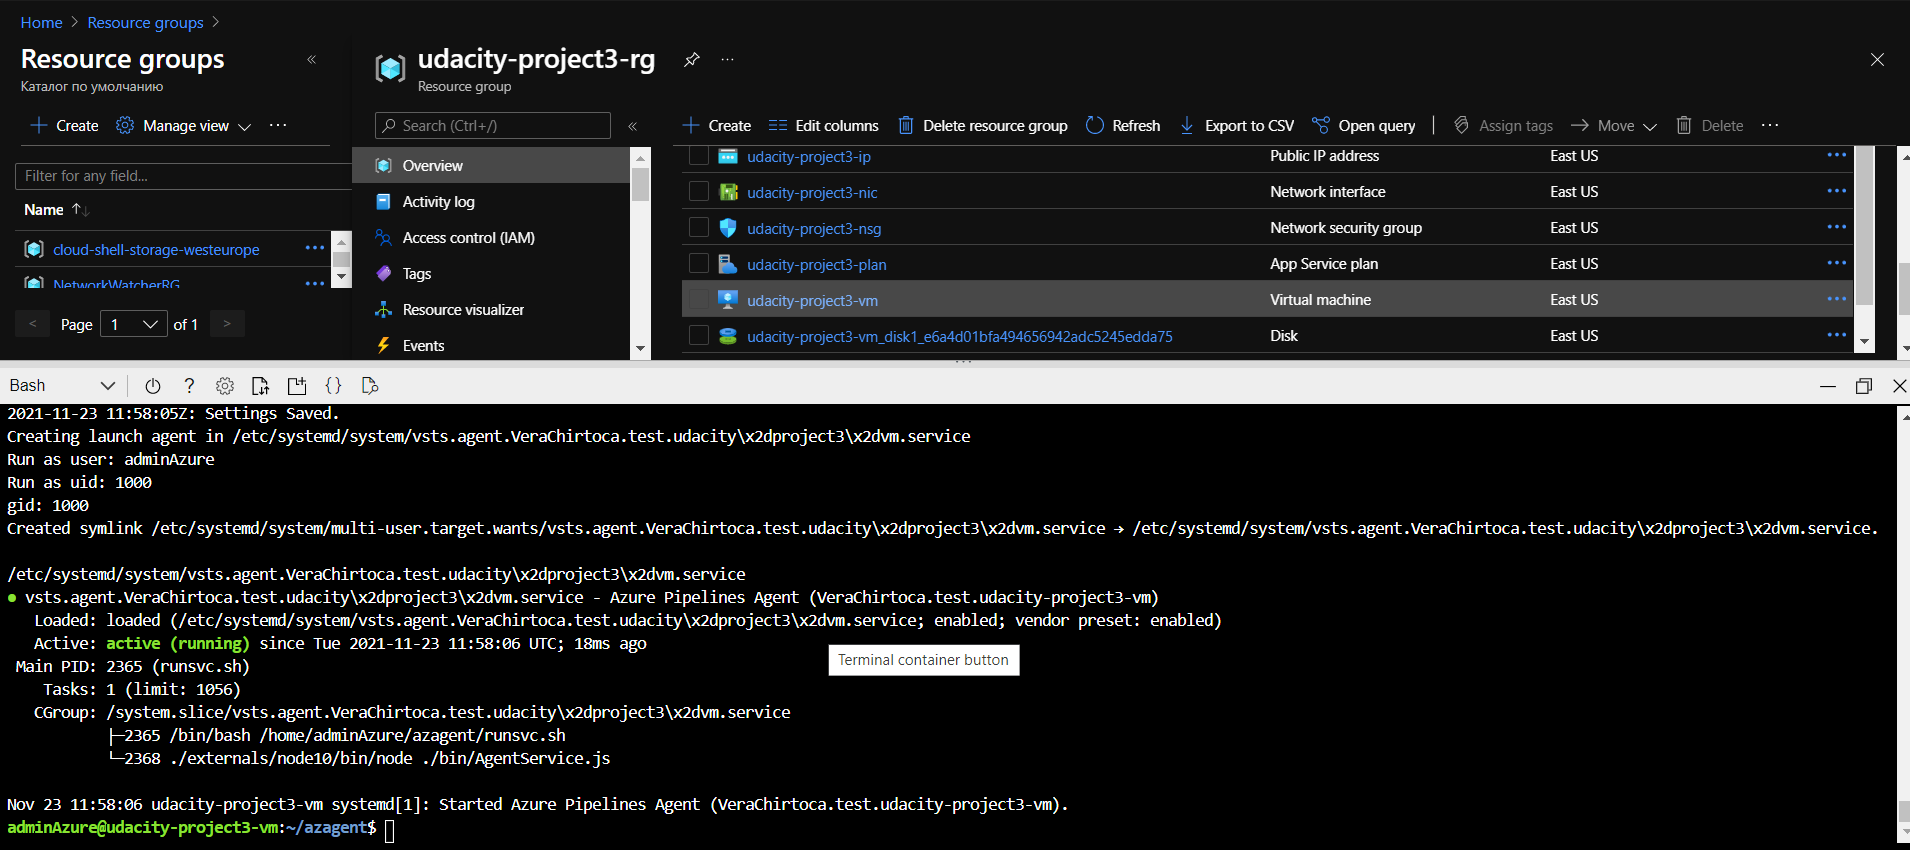 Home > Resource groups >
Resource groups «
Каталог по умолчанию
+ Create Manage view ···
Filter for any field...
Name ↑↓
cloud-shell-storage-westeurope ···
NetworkWatcherRG ···
< Page 1 of 1 >
udacity-project3-rg ···
Resource group
Search (Ctrl+/) «
Overview
Activity log
Access control (IAM)
Tags
Resource visualizer
Events
+ Create Edit columns Delete resource group Refresh Export to CSV Open query | Assign tags Move Delete ···
udacity-project3-ip Public IP address East US ···
udacity-project3-nic Network interface East US ···
udacity-project3-nsg Network security group East US ···
udacity-project3-plan App Service plan East US ···
udacity-project3-vm Virtual machine East US ···
udacity-project3-vm_disk1_e6a4d01bfa494656942adc5245edda75 Disk East US ···
Bash ? {}
2021-11-23 11:58:05Z: Settings Saved.
Creating launch agent in /etc/systemd/system/vsts.agent.VeraChirtoca.test.udacity\x2dproject3\x2dvm.service
Run as user: adminAzure
Run as uid: 1000
gid: 1000
Created symlink /etc/systemd/system/multi-user.target.wants/vsts.agent.VeraChirtoca.test.udacity\x2dproject3\x2dvm.service → /etc/systemd/system/vsts.agent.VeraChirtoca.test.udacity\x2dproject3\x2dvm.service.
/etc/systemd/system/vsts.agent.VeraChirtoca.test.udacity\x2dproject3\x2dvm.service
● vsts.agent.VeraChirtoca.test.udacity\x2dproject3\x2dvm.service - Azure Pipelines Agent (VeraChirtoca.test.udacity-project3-vm)
Loaded: loaded (/etc/systemd/system/vsts.agent.VeraChirtoca.test.udacity\x2dproject3\x2dvm.service; enabled; vendor preset: enabled)
Active: active (running) since Tue 2021-11-23 11:58:06 UTC; 18ms ago
Terminal container button
Main PID: 2365 (runsvc.sh)
Tasks: 1 (limit: 1056)
CGroup: /system.slice/vsts.agent.VeraChirtoca.test.udacity\x2dproject3\x2dvm.service
├─2365 /bin/bash /home/adminAzure/azagent/runsvc.sh
└─2368 ./externals/node10/bin/node ./bin/AgentService.js
Nov 23 11:58:06 udacity-project3-vm systemd[1]: Started Azure Pipelines Agent (VeraChirtoca.test.udacity-project3-vm).
adminAzure@udacity-project3-vm:~/azagent$